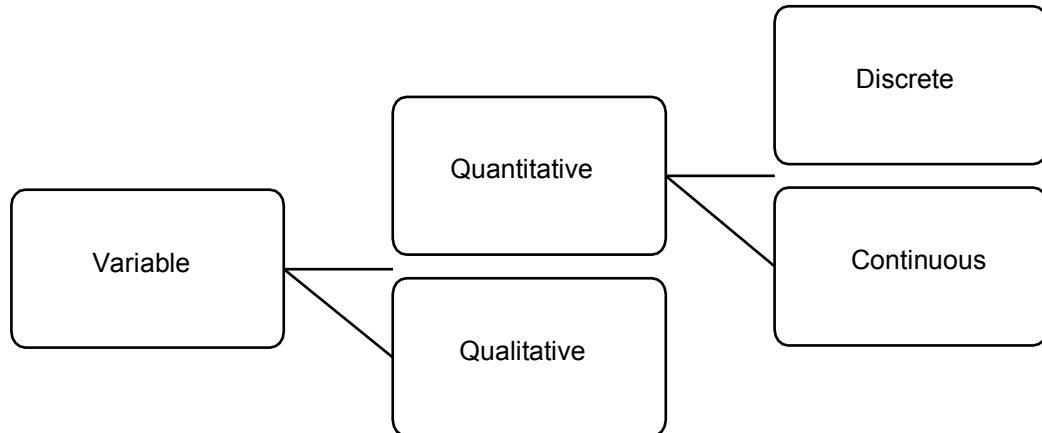 Variable
Quantitative
Qualitative
Discrete
Continuous